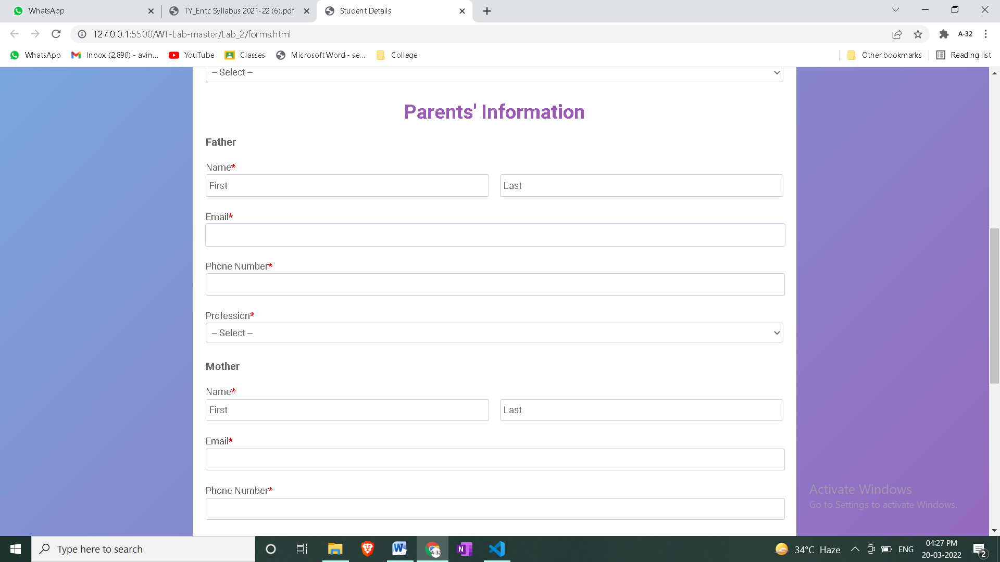 WhatsApp
TY_Entc Syllabus 2021-22 (6).pdf
Student Details
127.0.0.1:5500/WT-Lab-master/Lab_2/forms.html
A-32
WhatsApp
Inbox (2,890) - avin...
YouTube
Classes
Microsoft Word - se...
College
Other bookmarks
Reading list
-- Select --
Parents' Information
Father
Name*
First
Last
Email*
Phone Number*
Profession*
-- Select --
Mother
Name*
First
Last
Email*
Phone Number*
Activate Windows
Go to Settings to activate Windows.
Type here to search
A-32
N
34°C Haze
ENG
04:27 PM
20-03-2022
2